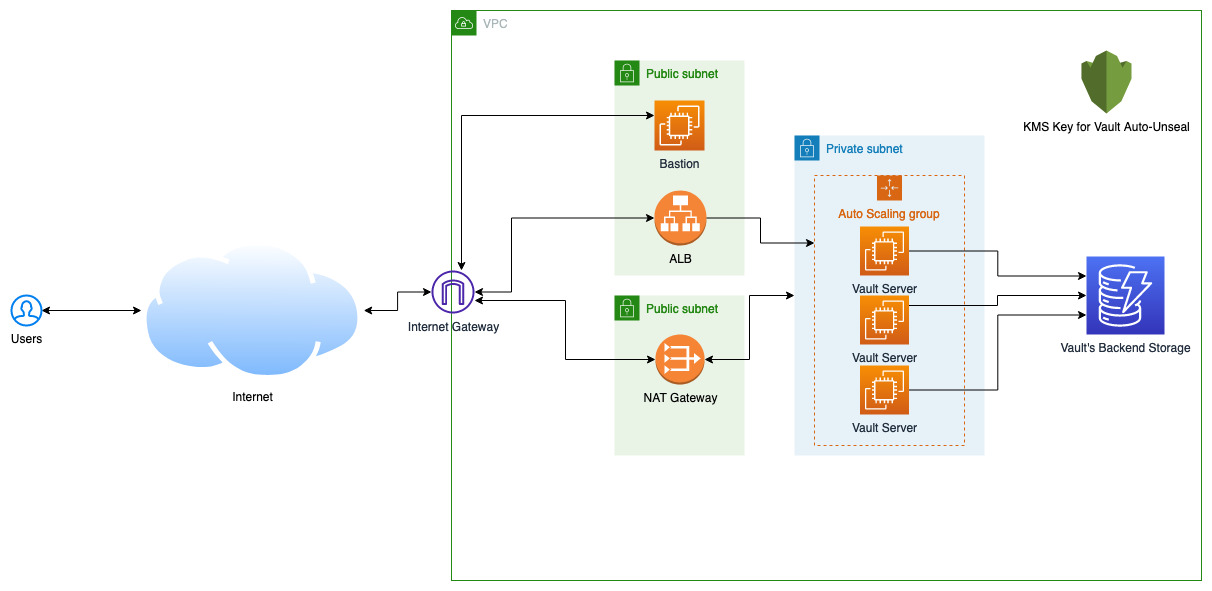 VPC
Public subnet
Bastion
ALB
Public subnet
NAT Gateway
Private subnet
Auto Scaling group
Vault Server
Vault Server
Vault Server
KMS Key for Vault Auto-Unseal
Vault's Backend Storage
Internet Gateway
Users
Internet